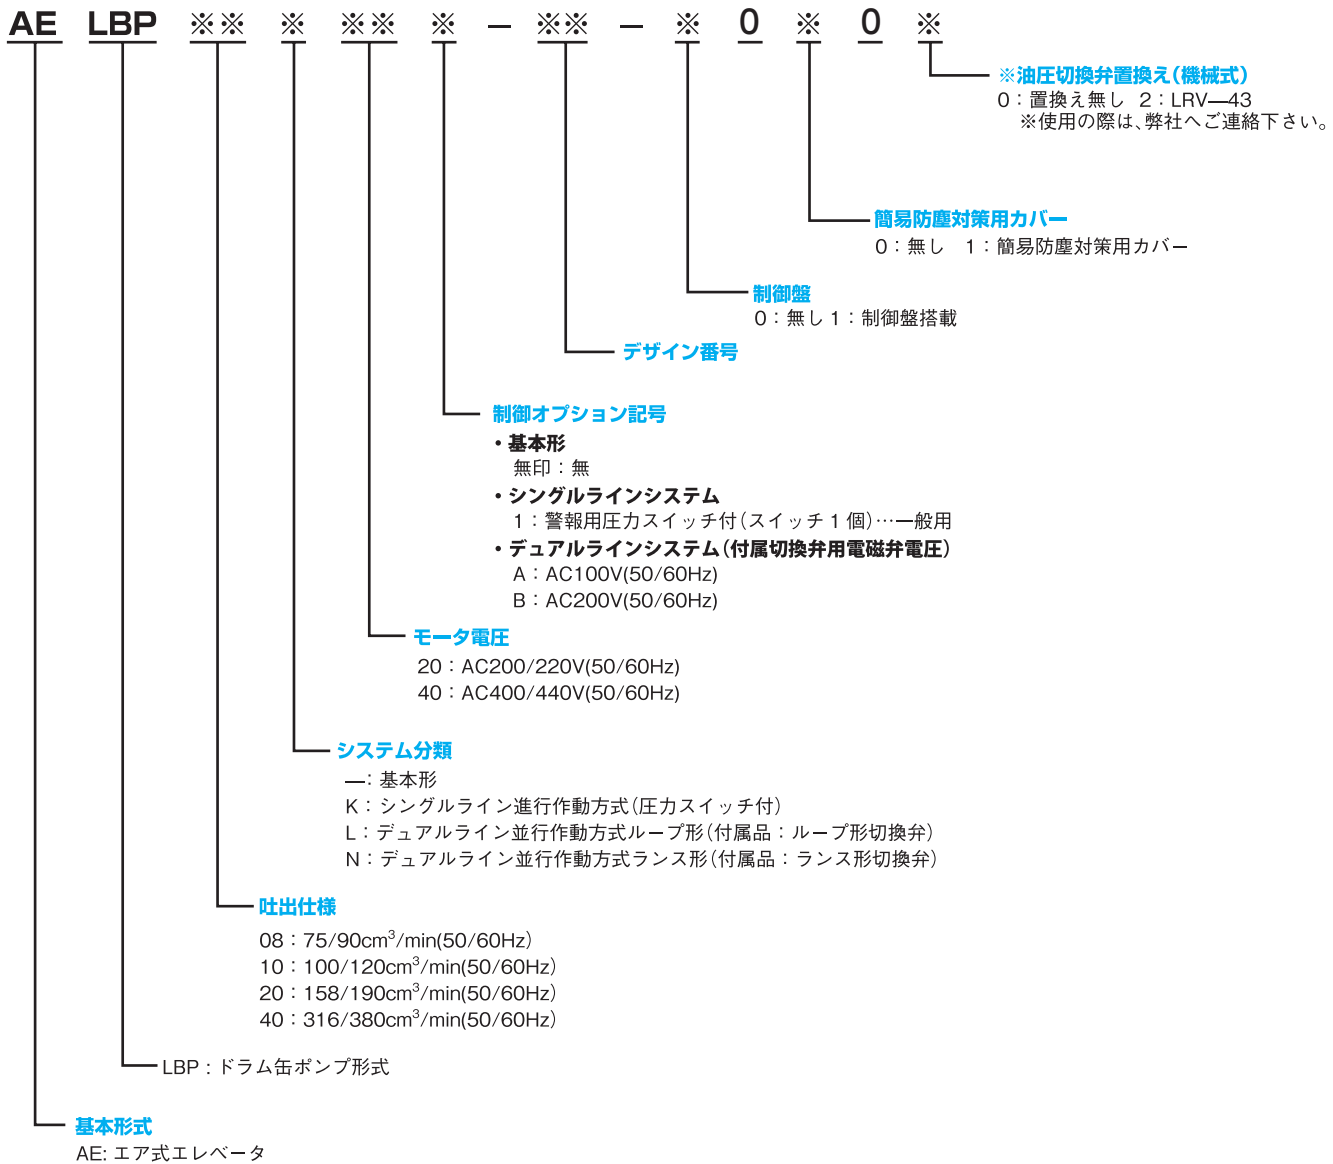 AE LBP ※※ ※ ※※ ※ － ※※ － ※ 0 ※ 0 ※
※油圧切換弁置換え（機械式）
0：置換え無し 2：LRV―43
※使用の際は、弊社へご連絡下さい。
簡易防塵対策用カバー
0：無し 1：簡易防塵対策用カバー
制御盤
0：無し 1：制御盤搭載
デザイン番号
制御オプション記号
・基本形
無印：無
・シングルラインシステム
1：警報用圧力スイッチ付（スイッチ1個）…一般用
・デュアルラインシステム（付属切換弁用電磁弁電圧）
A：AC100V(50/60Hz)
B：AC200V(50/60Hz)
モータ電圧
20：AC200/220V(50/60Hz)
40：AC400/440V(50/60Hz)
システム分類
―：基本形
K：シングルライン進行作動方式（圧力スイッチ付）
L：デュアルライン並行作動方式ループ形（付属品：ループ形切換弁）
N：デュアルライン並行作動方式ランス形（付属品：ランス形切換弁）
吐出仕様
08：75/90cm³/min(50/60Hz）
10：100/120cm³/min(50/60Hz）
20：158/190cm³/min(50/60Hz）
40：316/380cm³/min(50/60Hz）
LBP：ドラム缶ポンプ形式
基本形式
AE: エア式エレベータ